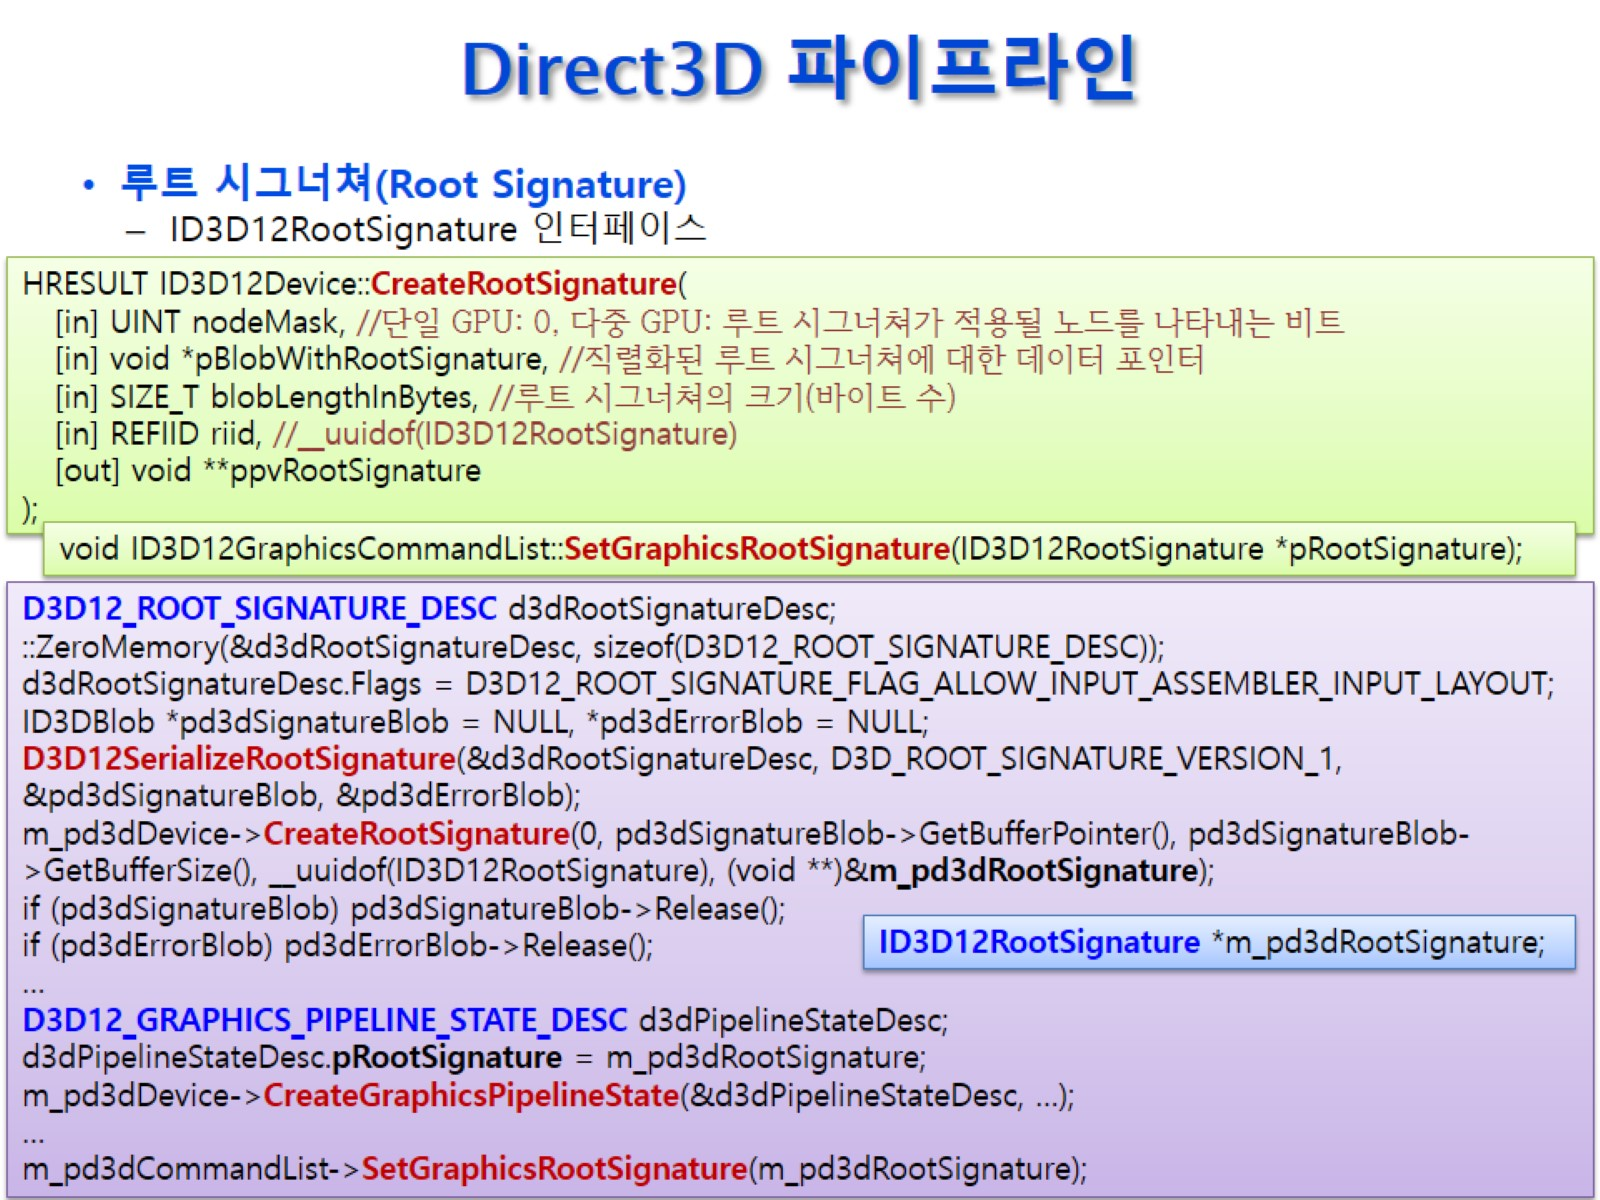 Direct3D 파이프라인
• 루트 시그너쳐(Root Signature)
– ID3D12RootSignature 인터페이스
HRESULT ID3D12Device::CreateRootSignature(
[in] UINT nodeMask, //단일 GPU: 0, 다중 GPU: 루트 시그너쳐가 적용될 노드를 나타내는 비트
[in] void *pBlobWithRootSignature, //직렬화된 루트 시그너쳐에 대한 데이터 포인터
[in] SIZE_T blobLengthInBytes, //루트 시그너쳐의 크기(바이트 수)
[in] REFIID riid, //__uuidof(ID3D12RootSignature)
[out] void **ppvRootSignature
);
void ID3D12GraphicsCommandList::SetGraphicsRootSignature(ID3D12RootSignature *pRootSignature);
D3D12_ROOT_SIGNATURE_DESC d3dRootSignatureDesc;
::ZeroMemory(&d3dRootSignatureDesc, sizeof(D3D12_ROOT_SIGNATURE_DESC));
d3dRootSignatureDesc.Flags = D3D12_ROOT_SIGNATURE_FLAG_ALLOW_INPUT_ASSEMBLER_INPUT_LAYOUT;
ID3DBlob *pd3dSignatureBlob = NULL, *pd3dErrorBlob = NULL;
D3D12SerializeRootSignature(&d3dRootSignatureDesc, D3D_ROOT_SIGNATURE_VERSION_1,
&pd3dSignatureBlob, &pd3dErrorBlob);
m_pd3dDevice->CreateRootSignature(0, pd3dSignatureBlob->GetBufferPointer(), pd3dSignatureBlob-
>GetBufferSize(), __uuidof(ID3D12RootSignature), (void **)&m_pd3dRootSignature);
if (pd3dSignatureBlob) pd3dSignatureBlob->Release();
if (pd3dErrorBlob) pd3dErrorBlob->Release();
ID3D12RootSignature *m_pd3dRootSignature;
...
D3D12_GRAPHICS_PIPELINE_STATE_DESC d3dPipelineStateDesc;
d3dPipelineStateDesc.pRootSignature = m_pd3dRootSignature;
m_pd3dDevice->CreateGraphicsPipelineState(&d3dPipelineStateDesc, ...);
...
m_pd3dCommandList->SetGraphicsRootSignature(m_pd3dRootSignature);